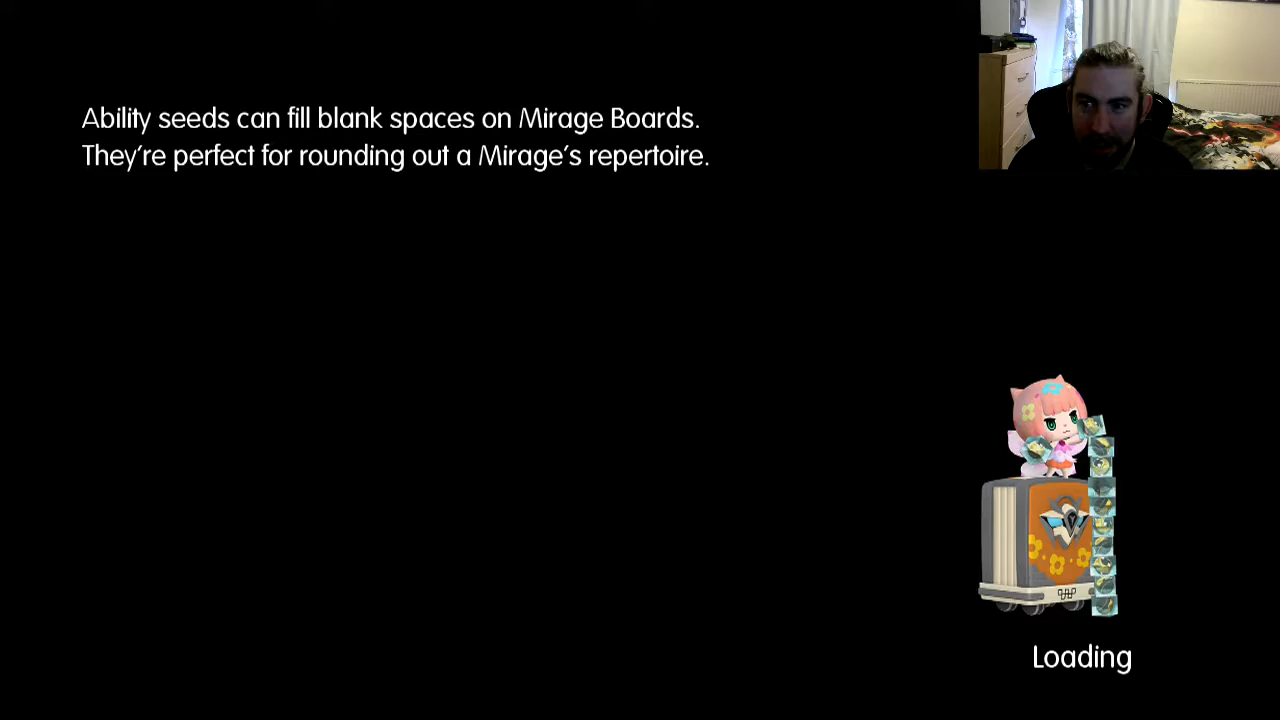 Ability seeds can fill blank spaces on Mirage Boards.
They're perfect for rounding out a Mirage's repertoire.
Loading